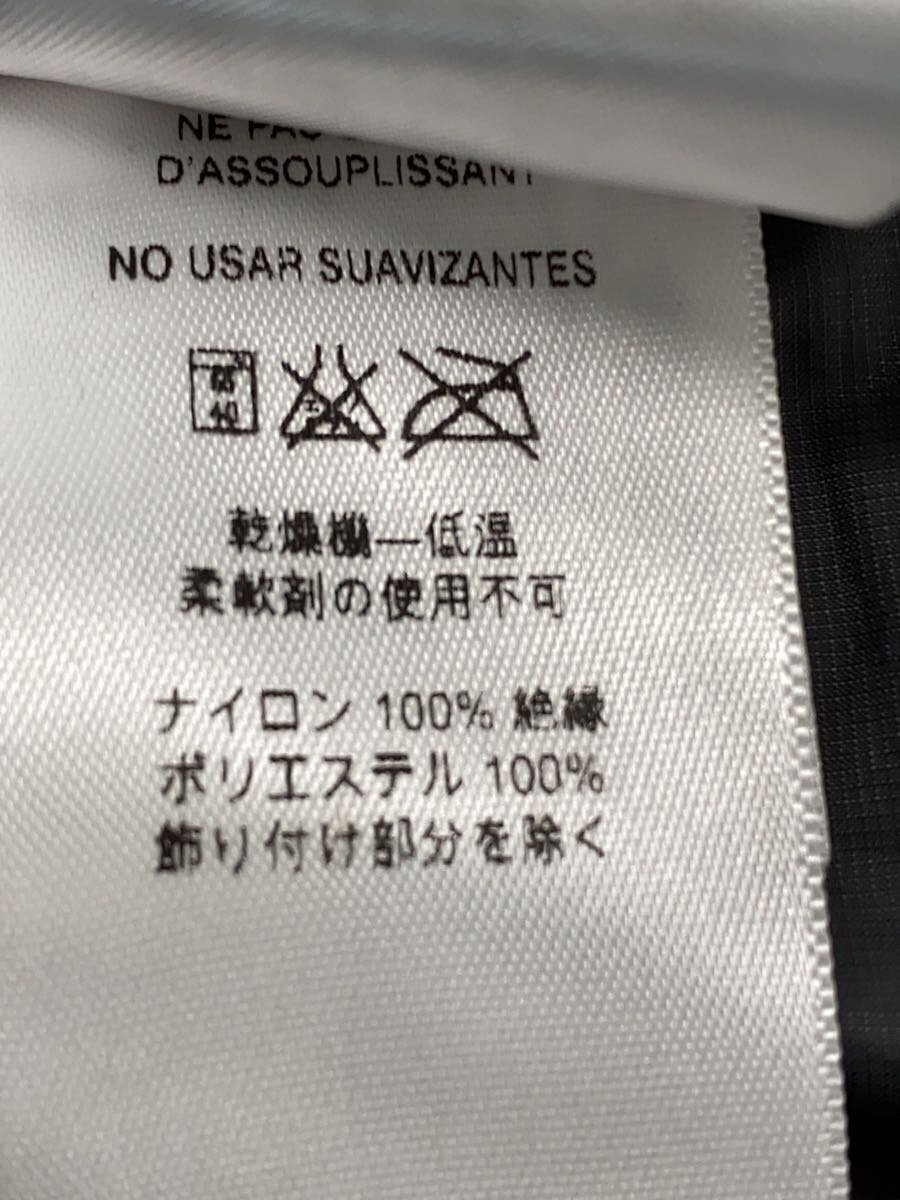 NE PAS
D'ASSOUPLISSANT
NO USAR SUAVIZANTES
乾燥機—低温
柔軟剤の使用不可
ナイロン 100% 絶縁
ポリエステル 100%
飾り付け部分を除く